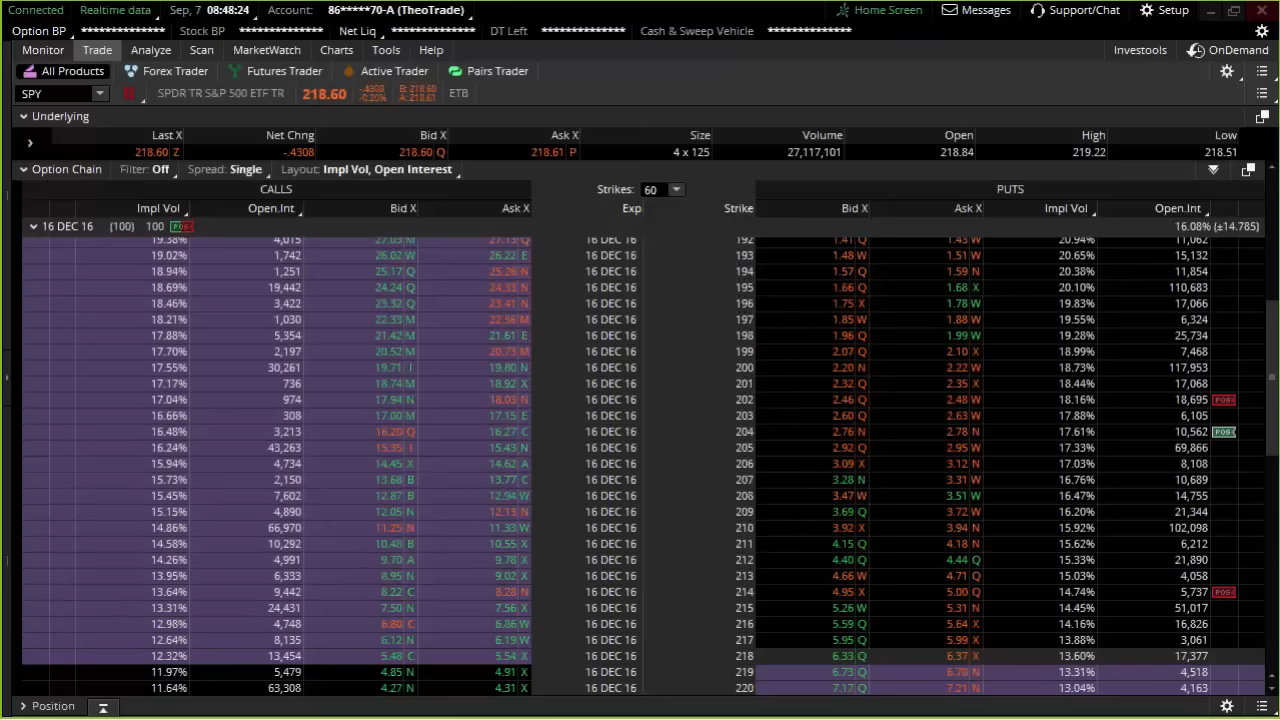 Connected Realtime data Sep, 7 08:48:24 Account: 86*****70-A (TheoTrade) Home Screen Messages Support/Chat Setup
Option BP ************** Stock BP ************** Net Liq ************** DT Left ************** Cash & Sweep Vehicle **************
Monitor Trade Analyze Scan MarketWatch Charts Tools Help Investools OnDemand
All Products Forex Trader Futures Trader Active Trader Pairs Trader
SPY SPDR TR S&P 500 ETF TR 218.60 -.4308 -0.20% B: 218.60 A: 218.61 ETB
Underlying
Last X Net Chng Bid X Ask X Size Volume Open High Low
218.60 Z -.4308 218.60 Q 218.61 P 4 x 125 27,117,101 218.84 219.22 218.51
Option Chain Filter: Off Spread: Single Layout: Impl Vol, Open Interest
CALLS Strikes: 60 PUTS
Impl Vol Open.Int Bid X Ask X Exp Strike Bid X Ask X Impl Vol Open.Int
16 DEC 16 (100) 100 16.08% (±14.785)
19.38% 4,015 27.03 M 27.13 Q 16 DEC 16 192 1.41 Q 1.43 W 20.94% 11,062
19.02% 1,742 26.02 W 26.22 E 16 DEC 16 193 1.48 W 1.51 W 20.65% 15,132
18.94% 1,251 25.17 Q 25.26 N 16 DEC 16 194 1.57 Q 1.59 N 20.38% 11,854
18.69% 19,442 24.24 Q 24.33 N 16 DEC 16 195 1.66 Q 1.68 X 20.10% 110,683
18.46% 3,422 23.32 Q 23.41 N 16 DEC 16 196 1.75 X 1.78 W 19.83% 17,066
18.21% 1,030 22.33 M 22.56 M 16 DEC 16 197 1.85 W 1.88 W 19.55% 6,324
17.88% 5,354 21.42 M 21.61 E 16 DEC 16 198 1.96 Q 1.99 W 19.28% 25,734
17.70% 2,197 20.52 M 20.73 M 16 DEC 16 199 2.07 Q 2.10 X 18.99% 7,468
17.55% 30,261 19.71 I 19.80 N 16 DEC 16 200 2.20 N 2.22 W 18.73% 117,953
17.17% 736 18.74 M 18.92 X 16 DEC 16 201 2.32 Q 2.35 X 18.44% 17,068
17.04% 974 17.94 N 18.03 N 16 DEC 16 202 2.46 Q 2.48 W 18.16% 18,695 POS
16.66% 308 17.00 M 17.15 E 16 DEC 16 203 2.60 Q 2.63 W 17.88% 6,105
16.48% 3,213 16.20 Q 16.27 C 16 DEC 16 204 2.76 N 2.78 N 17.61% 10,562 POS
16.24% 43,263 15.35 I 15.43 N 16 DEC 16 205 2.92 Q 2.95 W 17.33% 69,866
15.94% 4,734 14.45 X 14.62 A 16 DEC 16 206 3.09 X 3.12 N 17.03% 8,108
15.73% 2,150 13.68 B 13.77 C 16 DEC 16 207 3.28 N 3.31 W 16.76% 10,689
15.45% 7,602 12.87 B 12.94 W 16 DEC 16 208 3.47 W 3.51 W 16.47% 14,755
15.15% 4,890 12.05 N 12.13 N 16 DEC 16 209 3.69 Q 3.72 W 16.20% 21,344
14.86% 66,970 11.25 N 11.33 W 16 DEC 16 210 3.92 X 3.94 N 15.92% 102,098
14.58% 10,292 10.48 B 10.55 X 16 DEC 16 211 4.15 Q 4.18 N 15.62% 6,212
14.26% 4,991 9.70 A 9.78 X 16 DEC 16 212 4.40 Q 4.44 Q 15.33% 21,890
13.95% 6,333 8.95 N 9.02 X 16 DEC 16 213 4.66 W 4.71 Q 15.03% 4,058
13.64% 9,442 8.22 C 8.28 N 16 DEC 16 214 4.95 X 5.00 Q 14.74% 5,737 POS
13.31% 24,431 7.50 N 7.56 X 16 DEC 16 215 5.26 W 5.31 N 14.45% 51,017
12.98% 4,748 6.80 C 6.86 W 16 DEC 16 216 5.59 Q 5.64 X 14.16% 16,826
12.64% 8,135 6.12 N 6.19 W 16 DEC 16 217 5.95 Q 5.99 X 13.88% 3,061
12.32% 13,454 5.48 C 5.54 X 16 DEC 16 218 6.33 Q 6.37 X 13.60% 17,377
11.97% 5,479 4.85 N 4.91 X 16 DEC 16 219 6.73 Q 6.78 N 13.31% 4,518
11.64% 63,308 4.27 N 4.31 X 16 DEC 16 220 7.17 Q 7.21 N 13.04% 4,163
Position